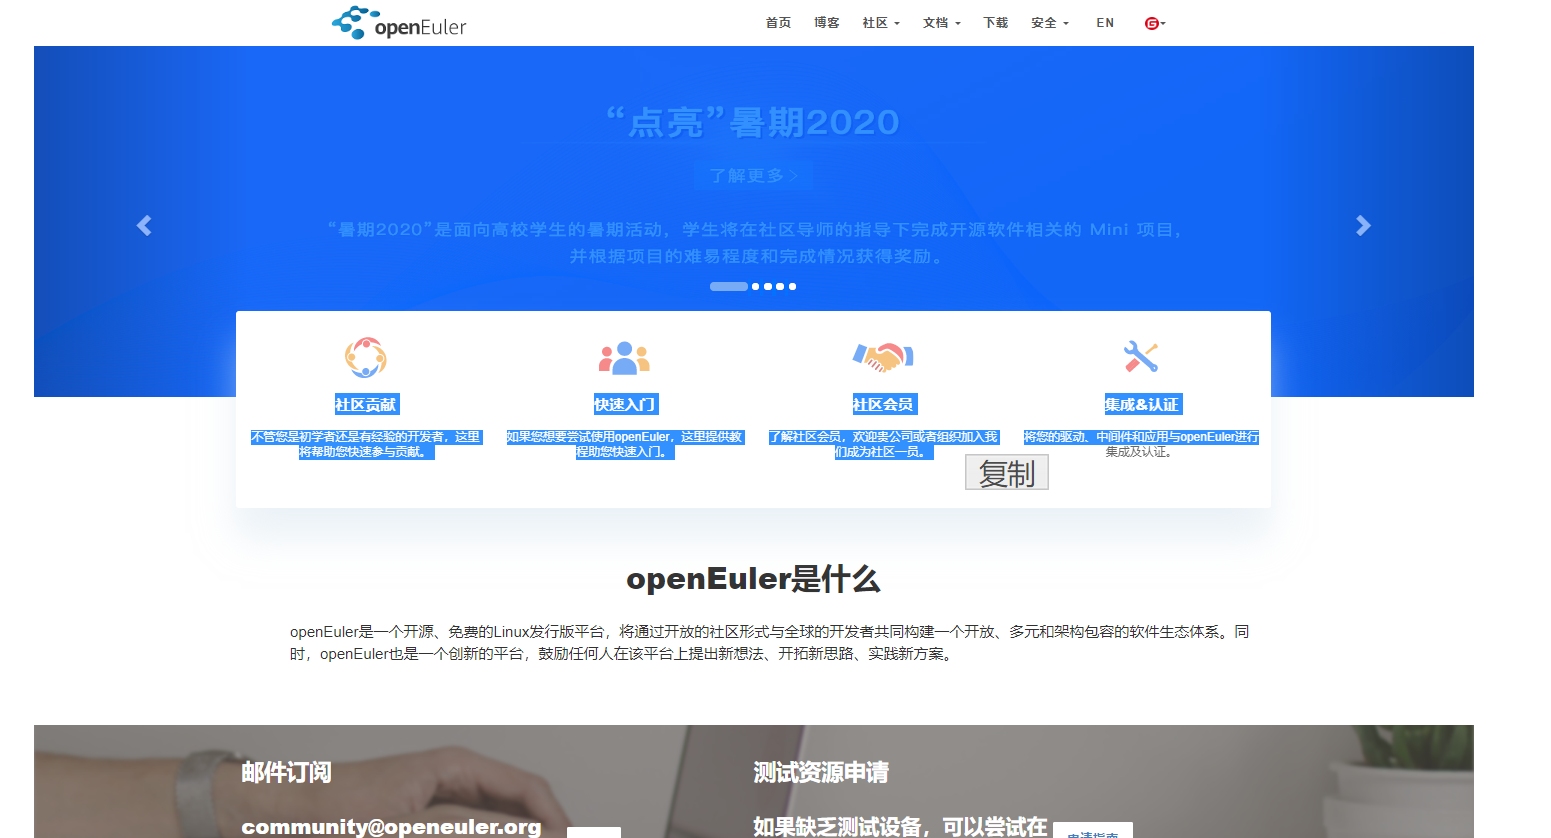 openEuler
首页 博客 社区 文档 下载 安全 EN
“点亮”暑期2020
了解更多 >
“暑期2020”是面向高校学生的暑期活动，学生将在社区导师的指导下完成开源软件相关的 Mini 项目，
并根据项目的难易程度和完成情况获得奖励。
社区贡献
不管您是初学者还是有经验的开发者，这里
将帮助您快速参与贡献。
快速入门
如果您想要尝试使用openEuler，这里提供教
程助您快速入门。
社区会员
了解社区会员，欢迎贵公司或者组织加入我
们成为社区一员。
集成&认证
将您的驱动、中间件和应用与openEuler进行
集成及认证。
复制
openEuler是什么
openEuler是一个开源、免费的Linux发行版平台，将通过开放的社区形式与全球的开发者共同构建一个开放、多元和架构包容的软件生态体系。同
时，openEuler也是一个创新的平台，鼓励任何人在该平台上提出新想法、开拓新思路、实践新方案。
邮件订阅
community@openeuler.org
测试资源申请
如果缺乏测试设备，可以尝试在
申请指南